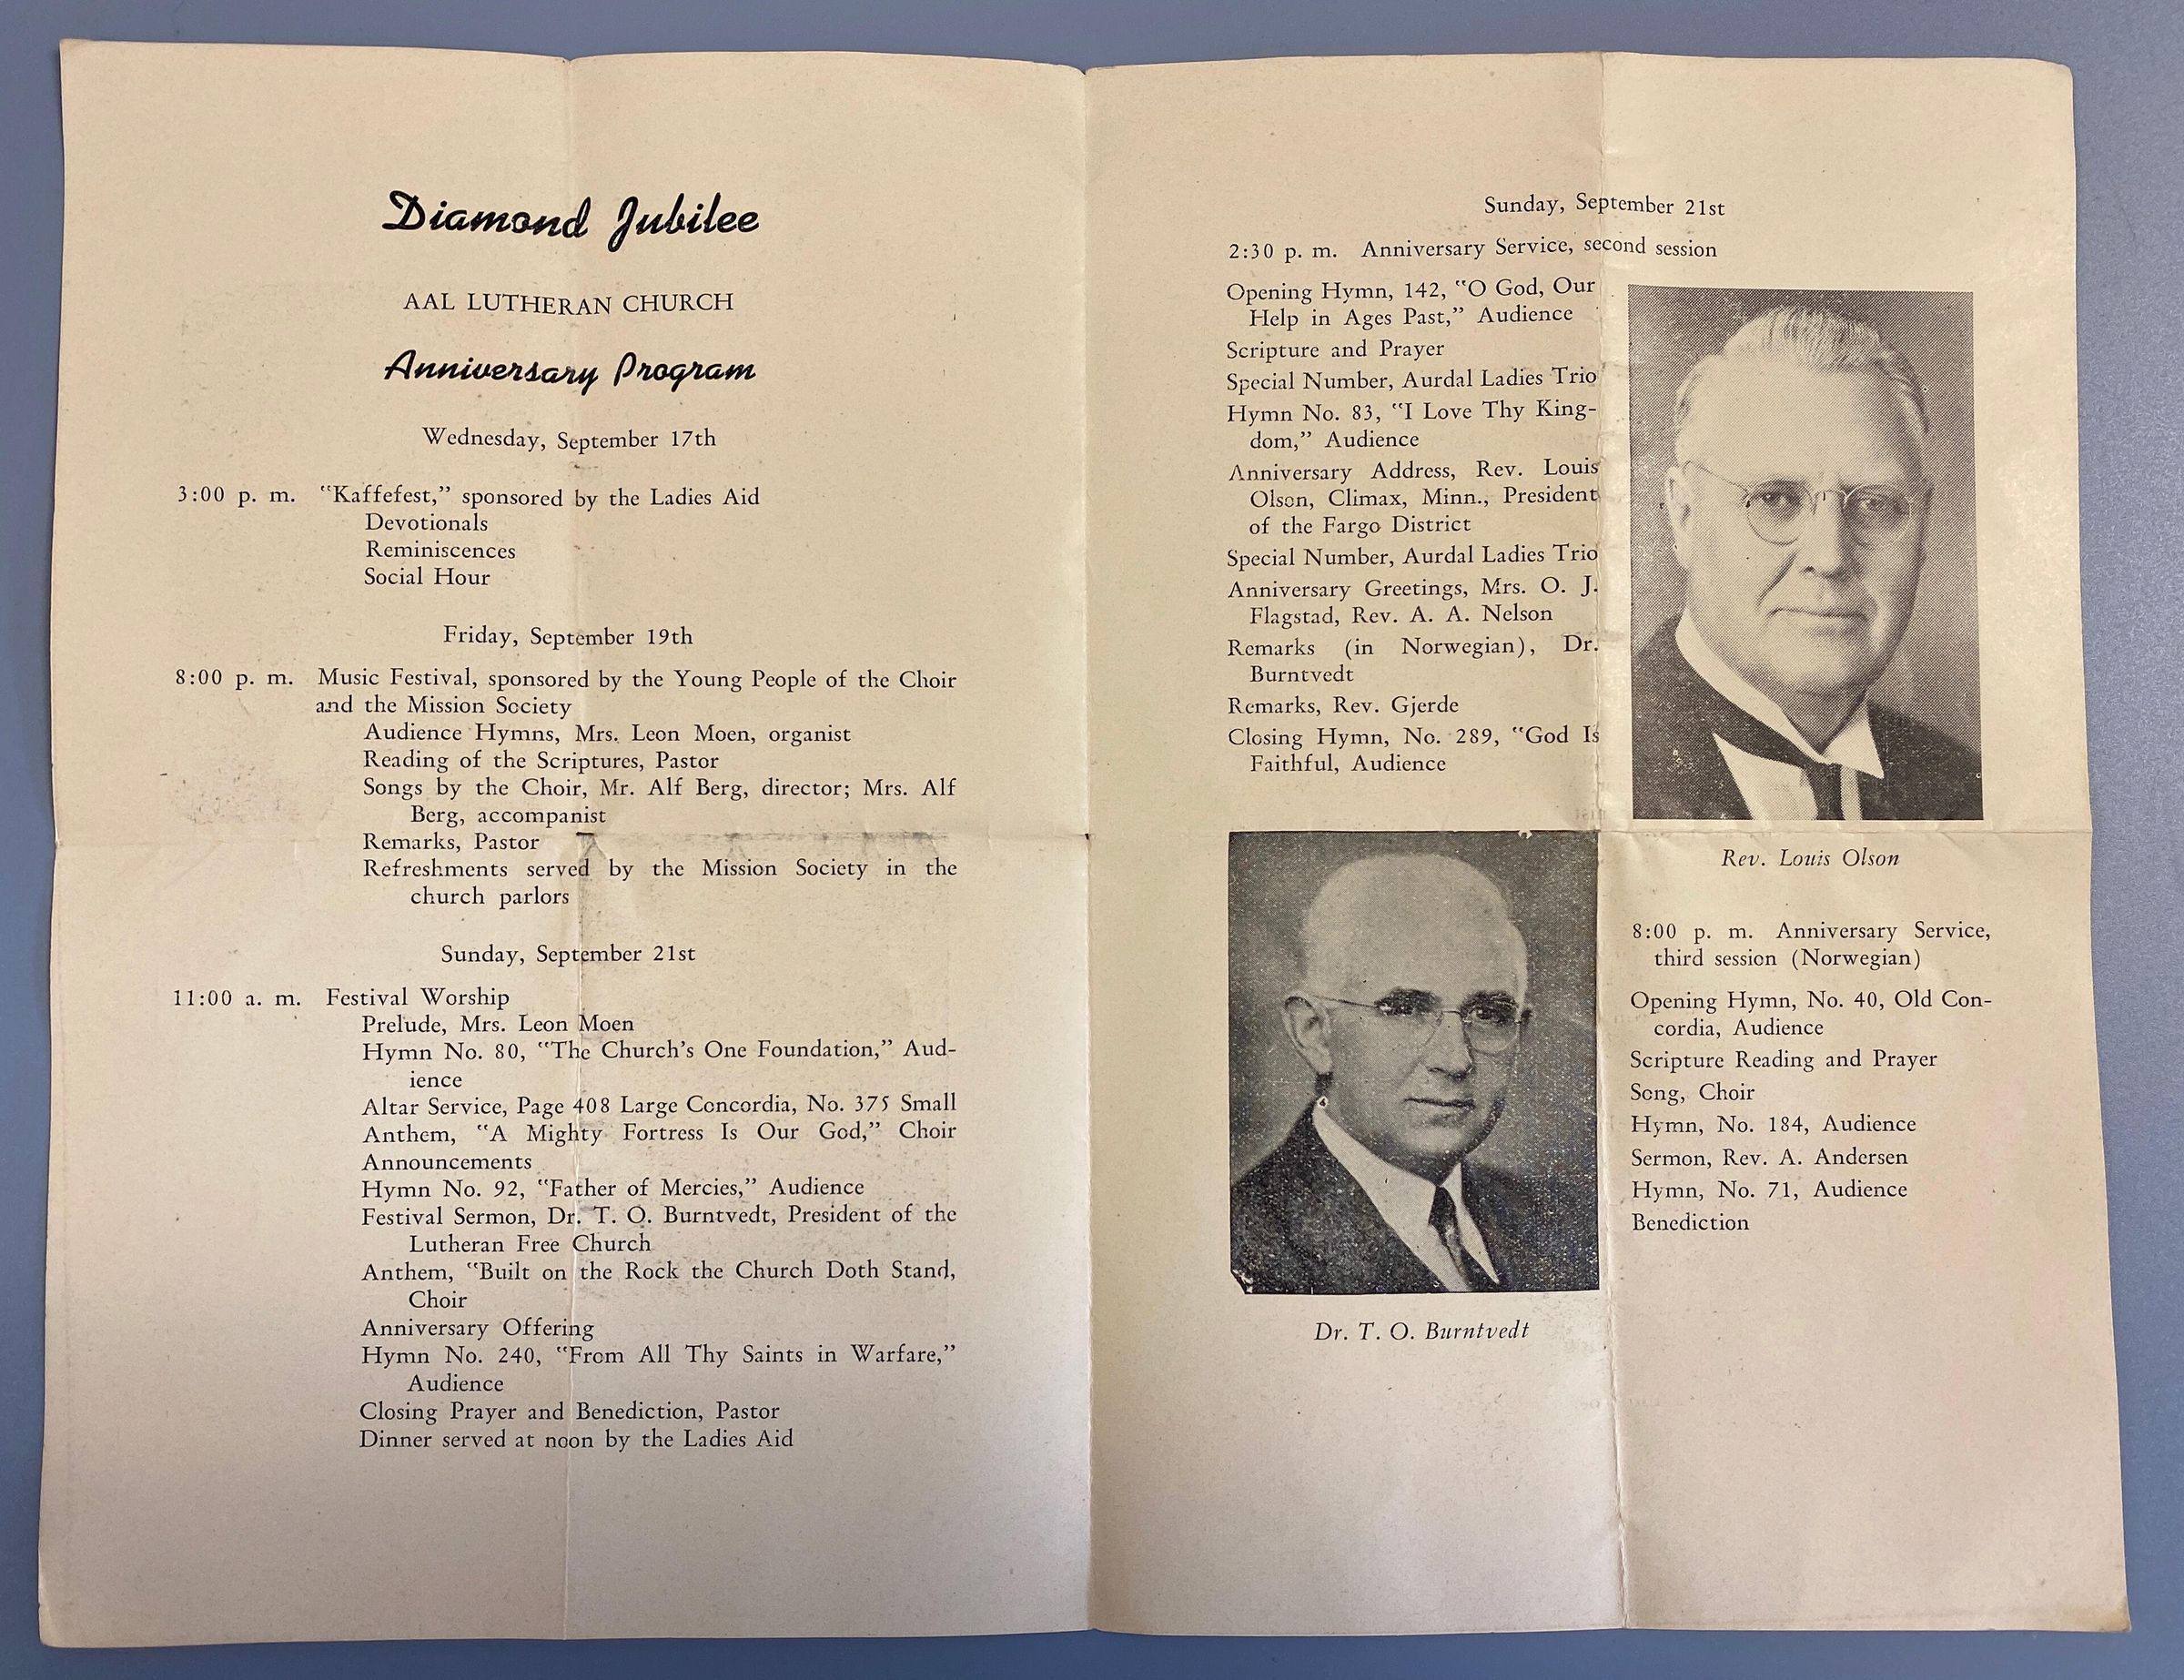 Diamond Jubilee
AAL LUTHERAN CHURCH
Anniversary Program
Wednesday, September 17th
3:00 p. m. "Kaffefest," sponsored by the Ladies Aid
Devotionals
Reminiscences
Social Hour
Friday, September 19th
8:00 p. m. Music Festival, sponsored by the Young People of the Choir
and the Mission Society
Audience Hymns, Mrs. Leon Moen, organist
Reading of the Scriptures, Pastor
Songs by the Choir, Mr. Alf Berg, director; Mrs. Alf
Berg, accompanist
Remarks, Pastor
Refreshments served by the Mission Society in the
church parlors
Sunday, September 21st
11:00 a. m. Festival Worship
Prelude, Mrs. Leon Moen
Hymn No. 80, "The Church's One Foundation," Aud-
ience
Altar Service, Page 408 Large Concordia, No. 375 Small
Anthem, "A Mighty Fortress Is Our God," Choir
Announcements
Hymn No. 92, "Father of Mercies," Audience
Festival Sermon, Dr. T. O. Burntvedt, President of the
Lutheran Free Church
Anthem, "Built on the Rock the Church Doth Stand,
Choir
Anniversary Offering
Hymn No. 240, "From All Thy Saints in Warfare,"
Audience
Closing Prayer and Benediction, Pastor
Dinner served at noon by the Ladies Aid
Sunday, September 21st
2:30 p. m. Anniversary Service, second session
Opening Hymn, 142, "O God, Our
Help in Ages Past," Audience
Scripture and Prayer
Special Number, Aurdal Ladies Trio
Hymn No. 83, "I Love Thy King-
dom," Audience
Anniversary Address, Rev. Louis
Olson, Climax, Minn., President
of the Fargo District
Special Number, Aurdal Ladies Trio
Anniversary Greetings, Mrs. O. J.
Flagstad, Rev. A. A. Nelson
Remarks (in Norwegian), Dr.
Burntvedt
Remarks, Rev. Gjerde
Closing Hymn, No. 289, "God Is
Faithful, Audience
Dr. T. O. Burntvedt
Rev. Louis Olson
8:00 p. m. Anniversary Service,
third session (Norwegian)
Opening Hymn, No. 40, Old Con-
cordia, Audience
Scripture Reading and Prayer
Song, Choir
Hymn, No. 184, Audience
Sermon, Rev. A. Andersen
Hymn, No. 71, Audience
Benediction